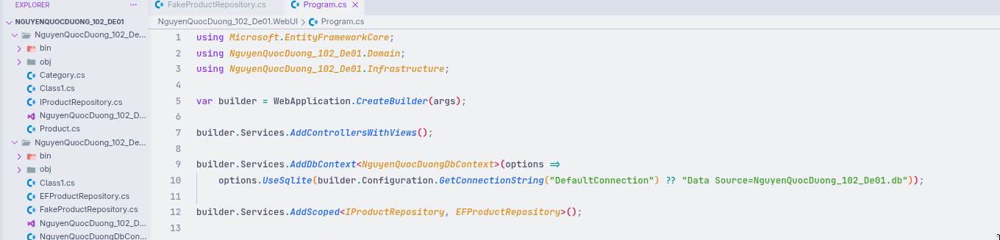 EXPLORER ...
NGUYENQUOCDUONG_102_DE01
NguyenQuocDuong_102_De...
bin
obj
Category.cs
Class1.cs
IProductRepository.cs
NguyenQuocDuong_102_D...
Product.cs
NguyenQuocDuong_102_De...
bin
obj
Class1.cs
EFProductRepository.cs
FakeProductRepository.cs
NguyenQuocDuong_102_D...
NguyenQuocDuongDbCon...
FakeProductRepository.cs Program.cs
NguyenQuocDuong_102_De01.WebUI > Program.cs
1 using Microsoft.EntityFrameworkCore;
2 using NguyenQuocDuong_102_De01.Domain;
3 using NguyenQuocDuong_102_De01.Infrastructure;
4
5 var builder = WebApplication.CreateBuilder(args);
6
7 builder.Services.AddControllersWithViews();
8
9 builder.Services.AddDbContext<NguyenQuocDuongDbContext>(options =>
10 options.UseSqlite(builder.Configuration.GetConnectionString("DefaultConnection") ?? "Data Source=NguyenQuocDuong_102_De01.db"));
11
12 builder.Services.AddScoped<IProductRepository, EFProductRepository>();
13